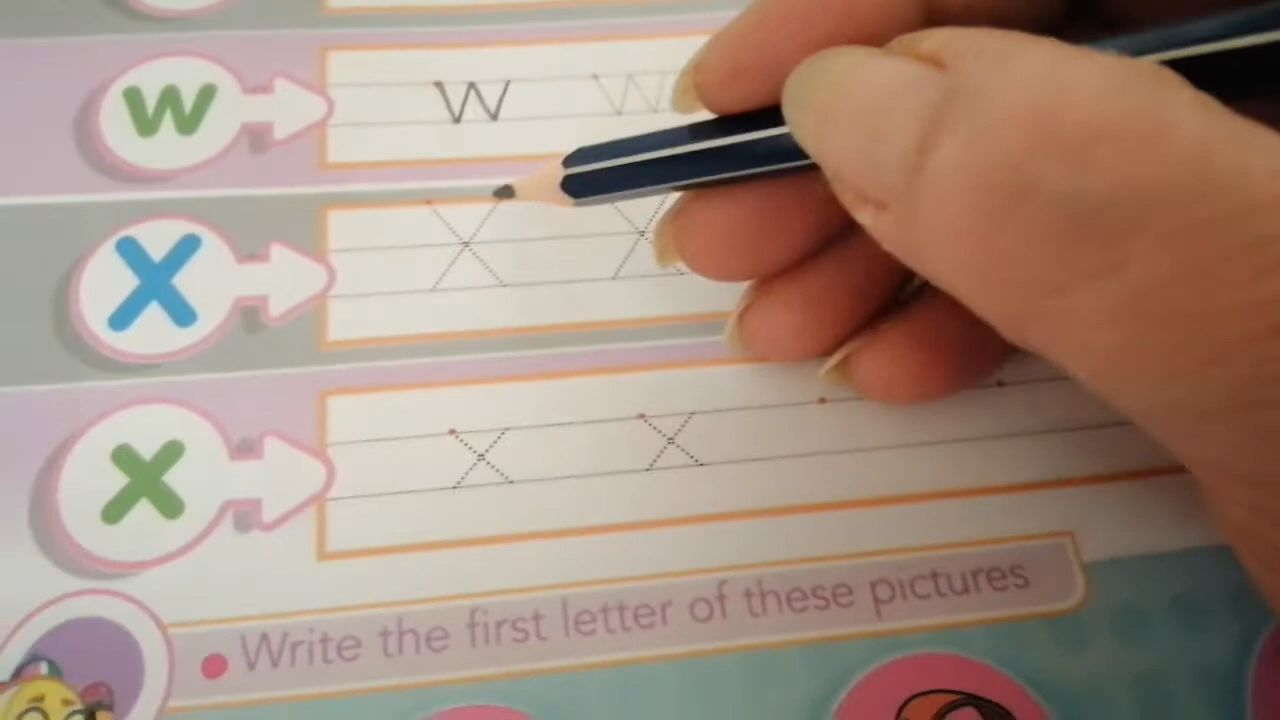 w w w
X X X
x x x
Write the first letter of these pictures